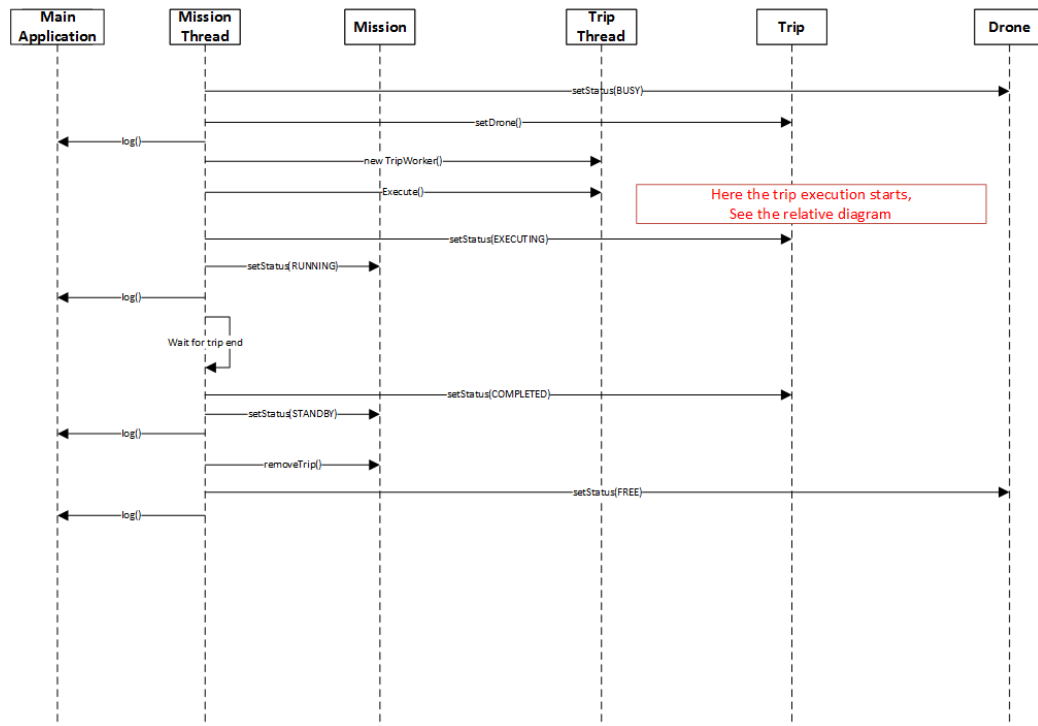 Main
Application
Mission
Thread
Mission
Trip
Thread
Trip
Drone
setStatus(BUSY)
setDrone()
log()
new TripWorker()
Execute()
Here the trip execution starts,
See the relative diagram
setStatus(EXECUTING)
setStatus(RUNNING)
log()
Wait for trip end
setStatus(COMPLETED)
setStatus(STANDBY)
log()
removeTrip()
setStatus(FREE)
log()